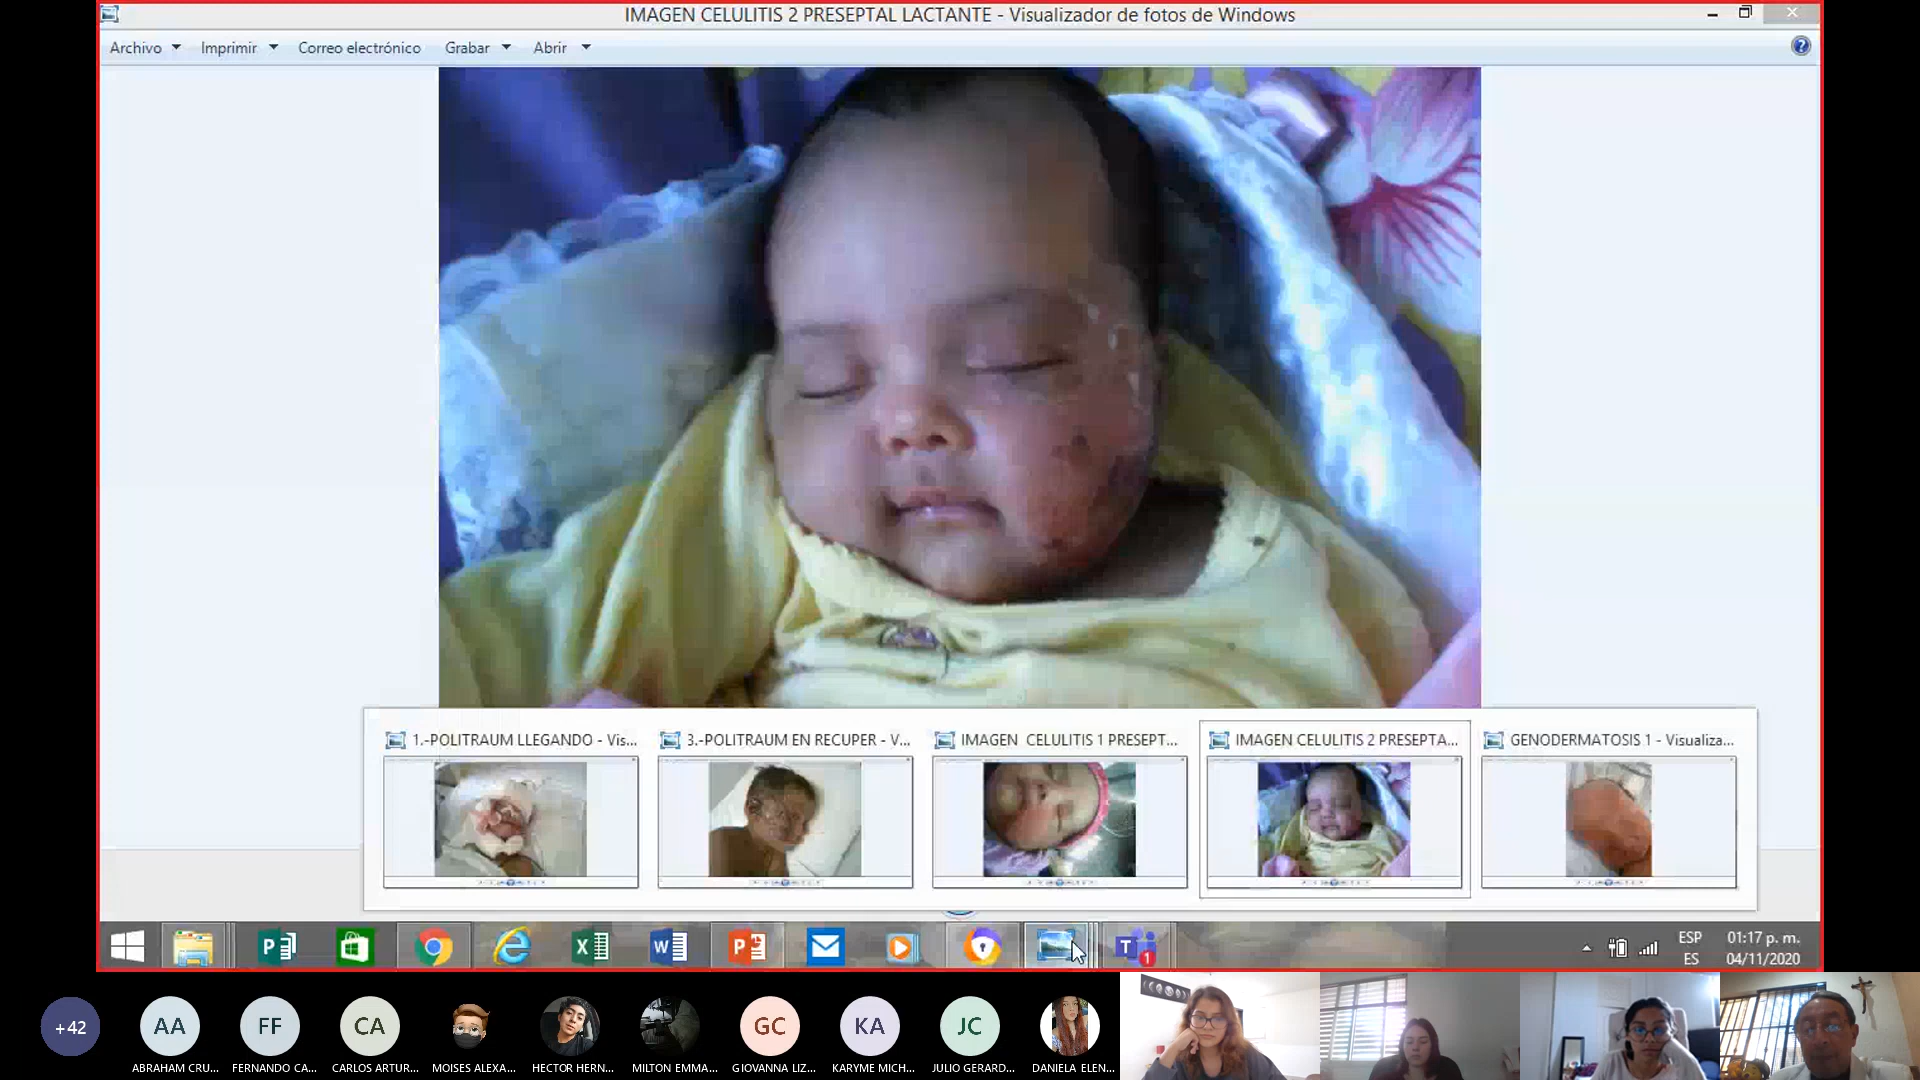 IMAGEN CELULITIS 2 PRESEPTAL LACTANTE - Visualizador de fotos de Windows
Archivo Imprimir Correo electrónico Grabar Abrir
1.-POLITRAUM LLEGANDO - Vis...
3.-POLITRAUM EN RECUPER - V...
IMAGEN CELULITIS 1 PRESEPT...
IMAGEN CELULITIS 2 PRESEPTA...
GENODERMATOSIS 1 - Visualiza...
ESP
ES
01:17 p. m.
04/11/2020
1
+42
AA
FF
CA
GC
KA
JC
ABRAHAM CRU...
FERNANDO CA...
CARLOS ARTUR...
MOISES ALEXA...
HECTOR HERN...
MILTON EMMA...
GIOVANNA LIZ...
KARYME MICH...
JULIO GERARD...
DANIELA ELEN...